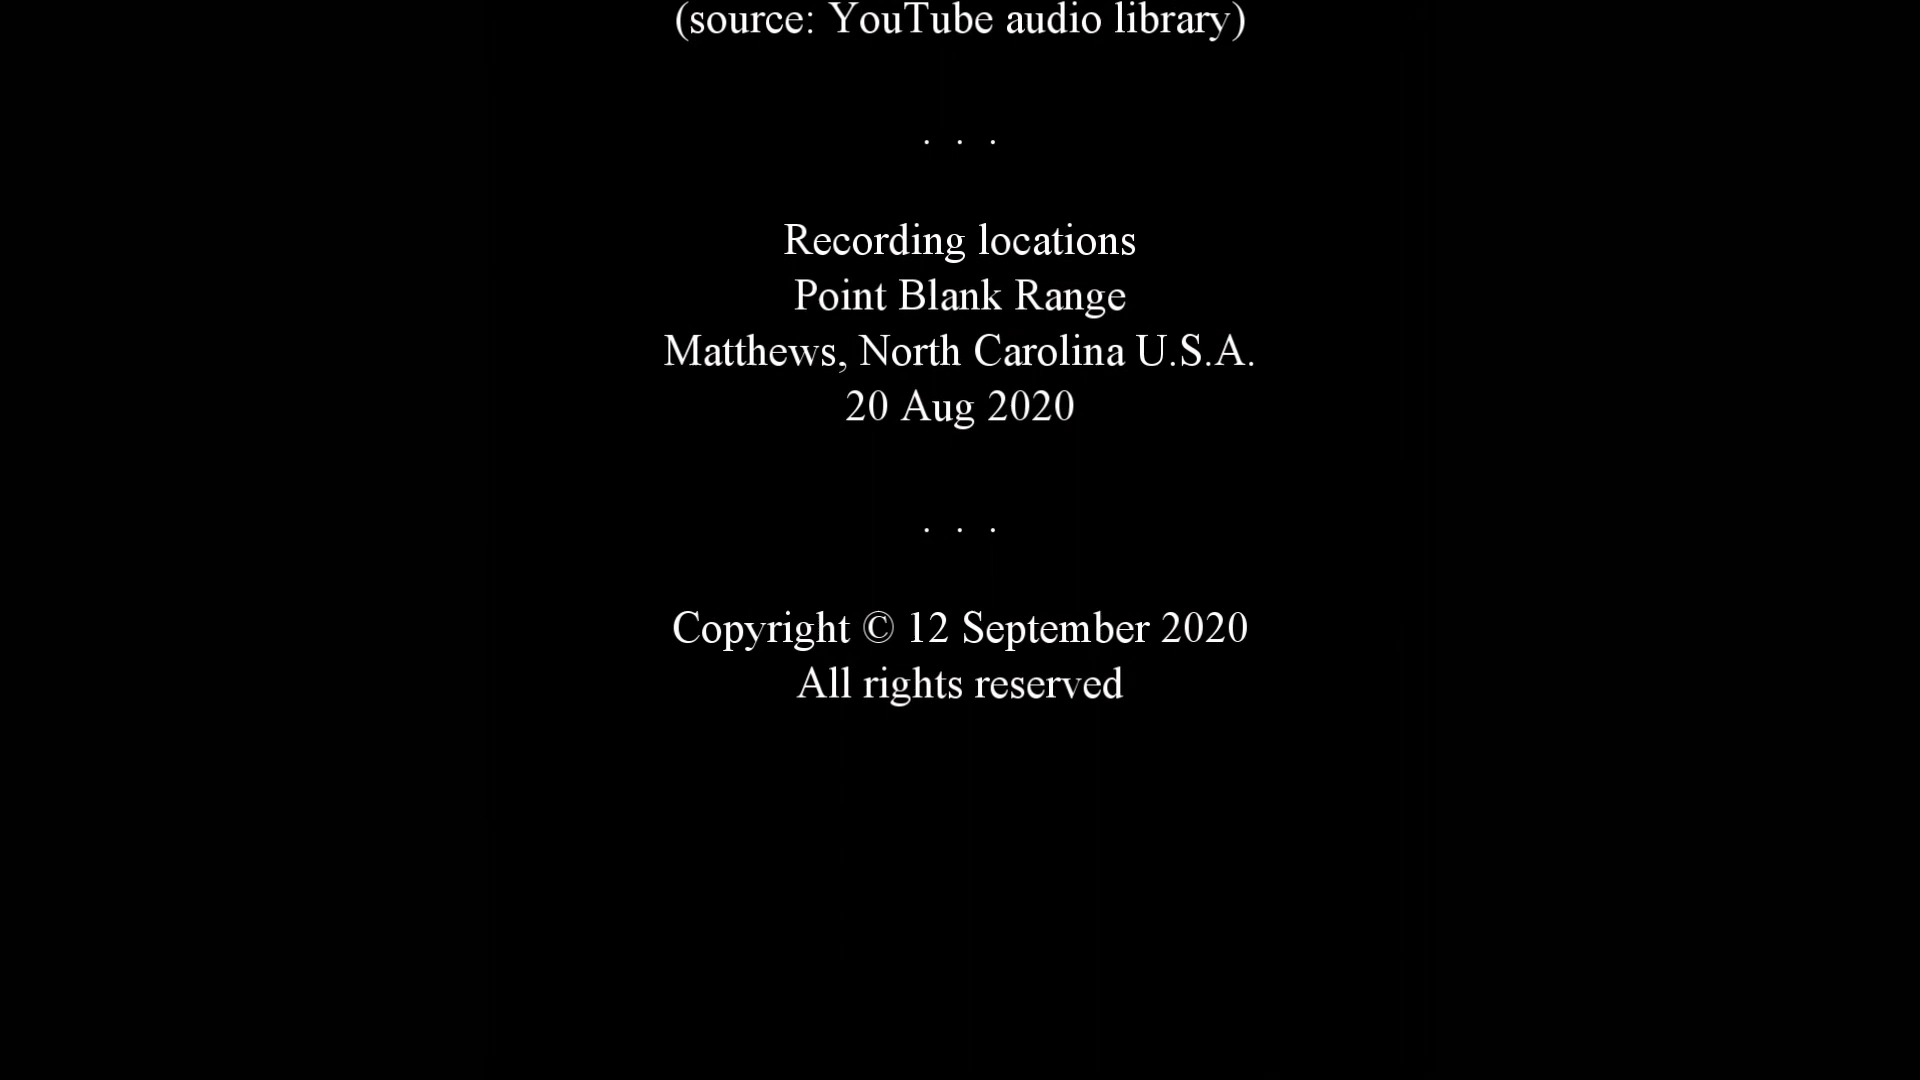 (source: YouTube audio library)
. . .
Recording locations
Point Blank Range
Matthews, North Carolina U.S.A.
20 Aug 2020
. . .
Copyright © 12 September 2020
All rights reserved